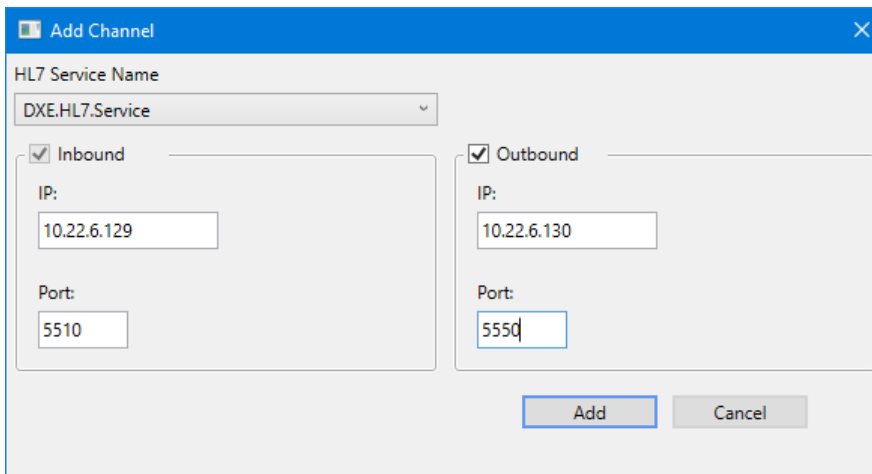 Add Channel
HL7 Service Name
DXE.HL7.Service
Inbound
IP:
10.22.6.129
Port:
5510
Outbound
IP:
10.22.6.130
Port:
5550
Add
Cancel